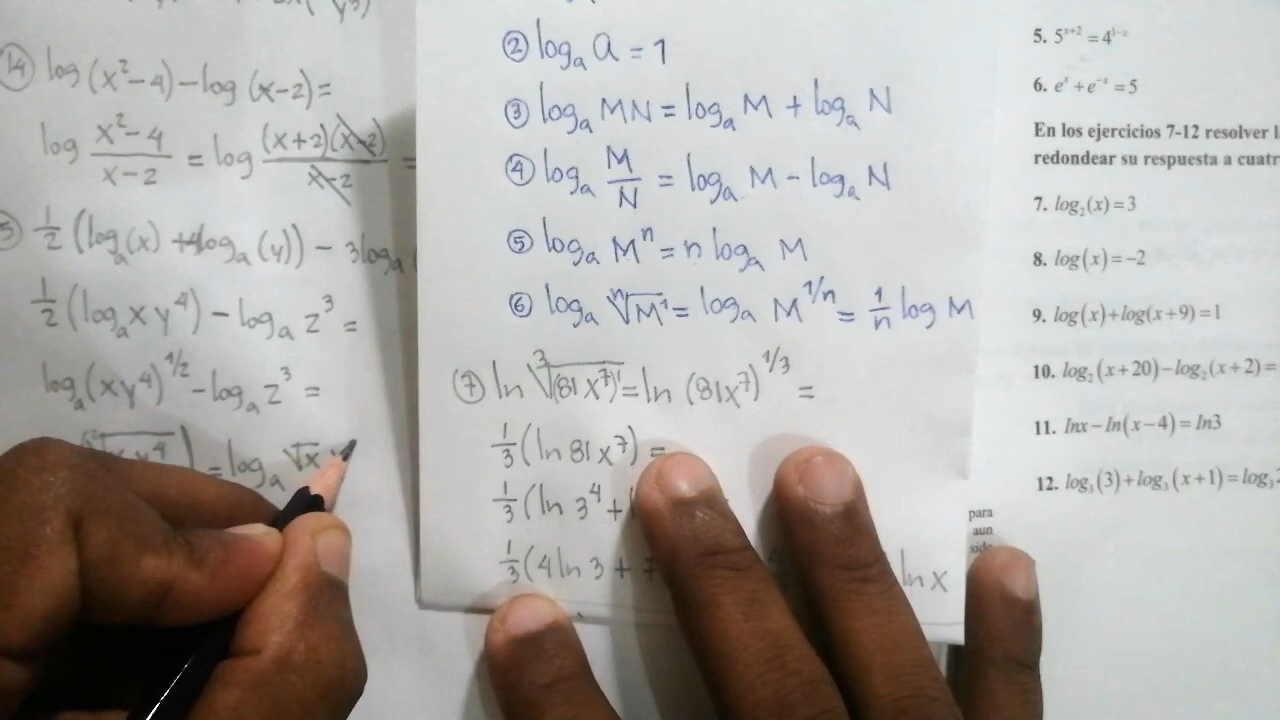 ⑭ log (x²-4) - log (x-2) =
log x²-4 / x-2 = log (x+2)(x-2) / x-2 =
½ (logₐ(x) + 4logₐ(y)) - 3logₐ (
½ (logₐ x y⁴) - logₐ z³ =
logₐ (xy⁴)^1/2 - logₐ z³ =
= logₐ √x
② logₐ a = 1
③ logₐ MN = logₐ M + logₐ N
④ logₐ M/N = logₐ M - logₐ N
⑤ logₐ Mⁿ = n logₐ M
⑥ logₐ ⁿ√M = logₐ M^1/n = 1/n log M
⑦ ln ³√(81x⁷) = ln (81x⁷)^1/3 =
⅓ (ln 81x⁷) =
⅓ (ln 3⁴ +
⅓ (4 ln 3 + 7
ln x
5. 5ˣ⁺² = 4¹⁻ˣ
6. eˣ + e⁻ˣ = 5
En los ejercicios 7-12 resolver
redondear su respuesta a
7. log₂(x) = 3
8. log(x) = -2
9. log(x) + log(x+9) = 1
10. log₂(x+20) - log₂(x+2) =
11. lnx - ln(x-4) = ln3
12. log₃(3) + log₃(x+1) = log₃
para
aun